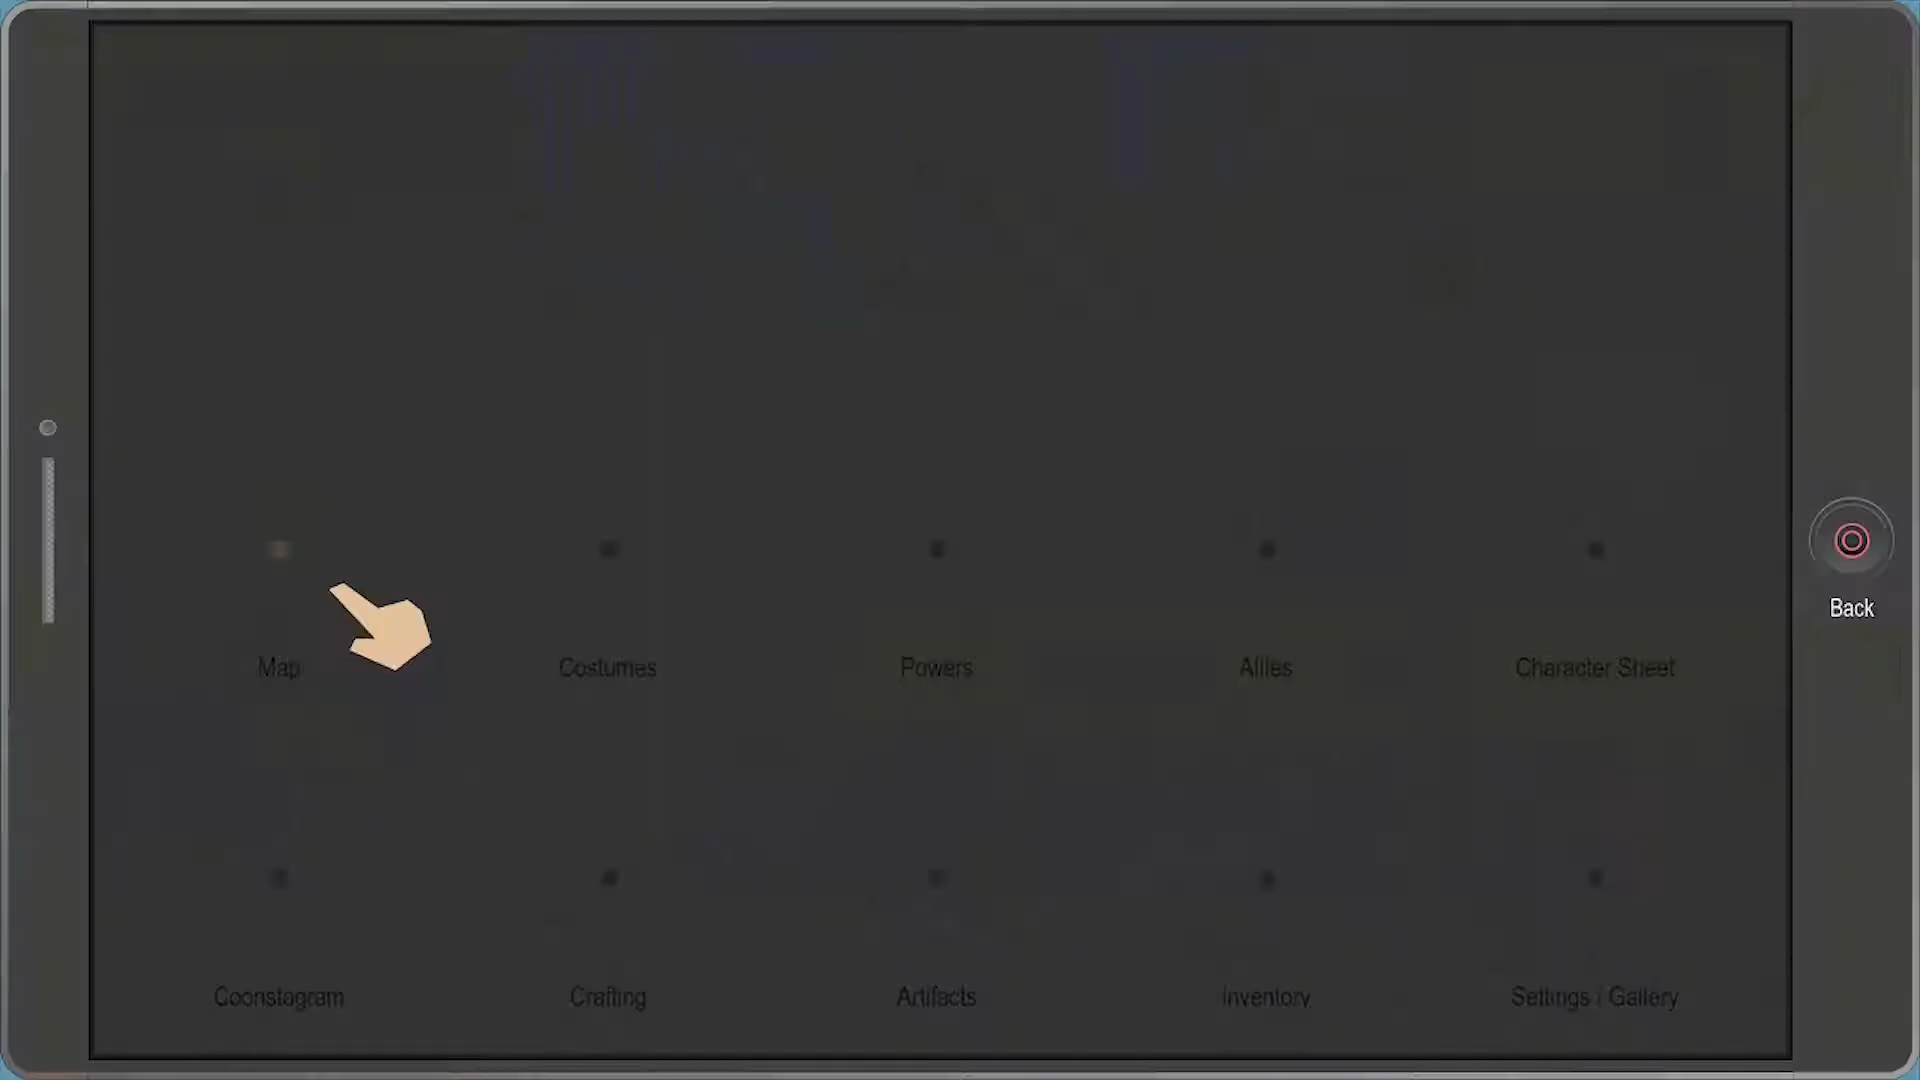 Back
Map
Costumes
Powers
Allies
Character Sheet
Coonstagram
Crafting
Artifacts
Inventory
Settings / Gallery